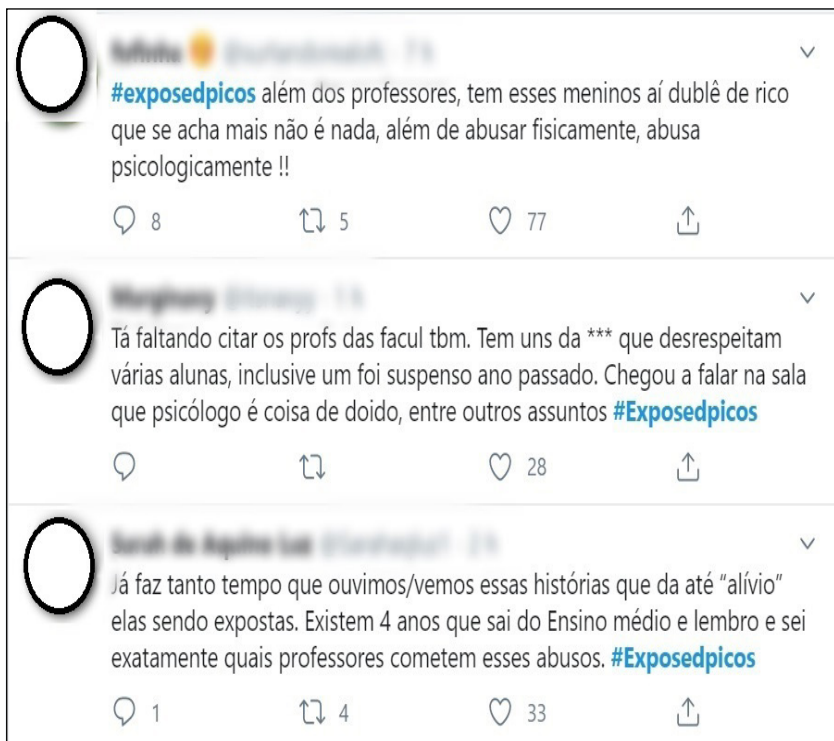 #exposedpicos além dos professores, tem esses meninos aí dublê de rico
que se acha mais não é nada, além de abusar fisicamente, abusa
psicologicamente !!
8 5 77
Tá faltando citar os profs das facul tbm. Tem uns da *** que desrespeitam
várias alunas, inclusive um foi suspenso ano passado. Chegou a falar na sala
que psicólogo é coisa de doido, entre outros assuntos #Exposedpicos
28
Já faz tanto tempo que ouvimos/vemos essas histórias que da até “alívio”
elas sendo expostas. Existem 4 anos que sai do Ensino médio e lembro e sei
exatamente quais professores cometem esses abusos. #Exposedpicos
1 4 33